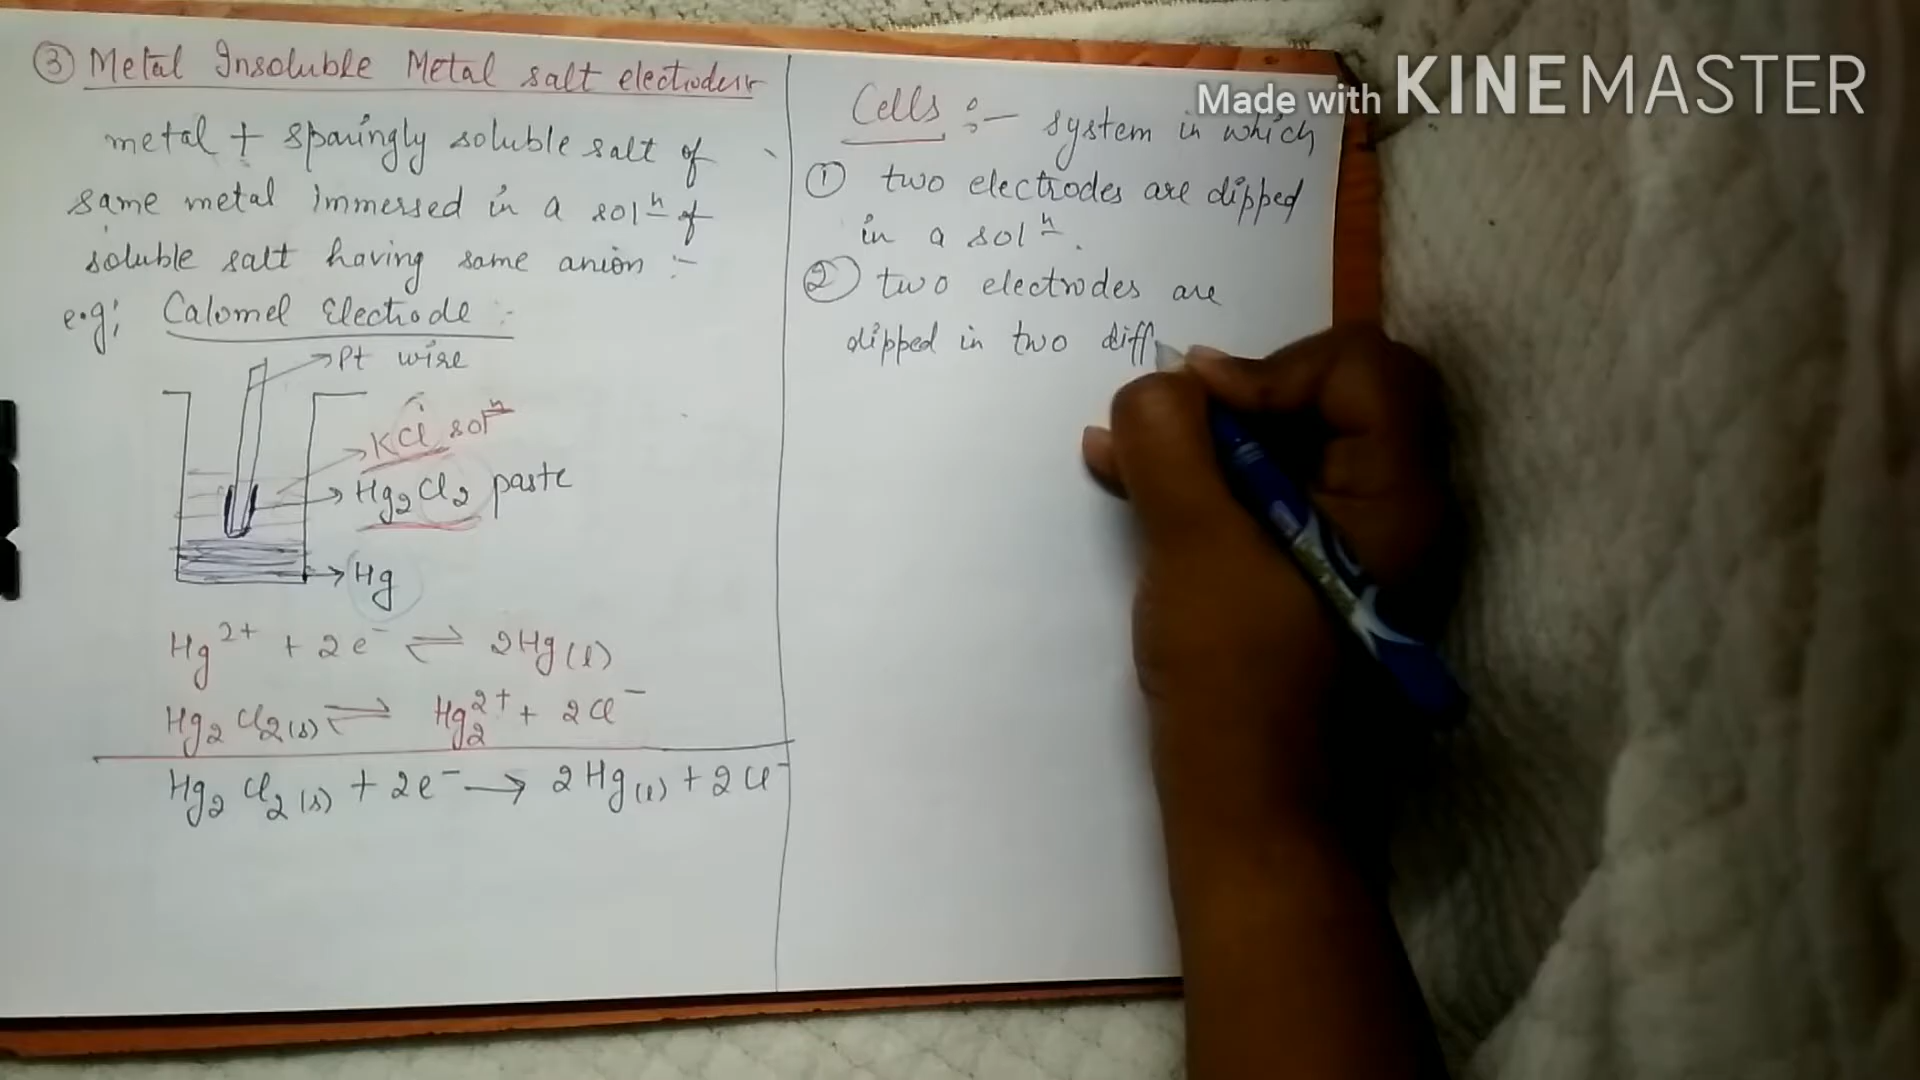 ③ Metal Insoluble Metal salt electrode:-
metal + sparingly soluble salt of
same metal immersed in a solⁿ of
soluble salt having same anion :-
e.g; Calomel Electrode :-
Pt wire
KCl solⁿ
Hg₂Cl₂ paste
Hg
Hg²⁺ + 2e⁻ ⇌ 2Hg(l)
Hg₂Cl₂(s) ⇌ Hg₂²⁺ + 2Cl⁻
Hg₂Cl₂(s) + 2e⁻ → 2Hg(l) + 2Cl⁻
Made with KINEMASTER
Cells :- system in which
① two electrodes are dipped
in a solⁿ.
② two electrodes are
dipped in two diff